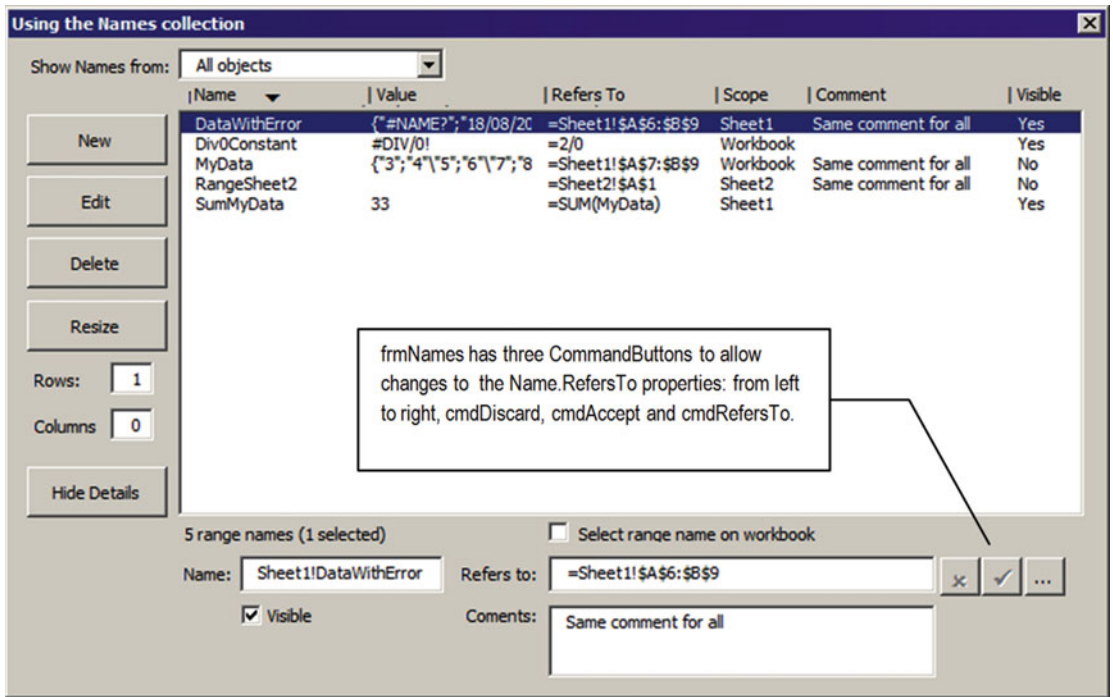 Using the Names collection
Show Names from: All objects
Name | Value | Refers To | Scope | Comment | Visible
New
Edit
Delete
Resize
Rows: 1
Columns 0
Hide Details
DataWithError {"#NAME?";"18/08/20 =Sheet1!$A$6:$B$9 Sheet1 Same comment for all Yes
Div0Constant #DIV/0! =2/0 Workbook Yes
MyData {"3";"4"\"5";"6"\"7";"8 =Sheet1!$A$7:$B$9 Workbook Same comment for all No
RangeSheet2 =Sheet2!$A$1 Sheet2 Same comment for all No
SumMyData 33 =SUM(MyData) Sheet1 Yes
frmNames has three CommandButtons to allow
changes to the Name.RefersTo properties: from left
to right, cmdDiscard, cmdAccept and cmdRefersTo.
5 range names (1 selected)
Select range name on workbook
Name: Sheet1!DataWithError
Refers to: =Sheet1!$A$6:$B$9
...
Visible
Coments: Same comment for all